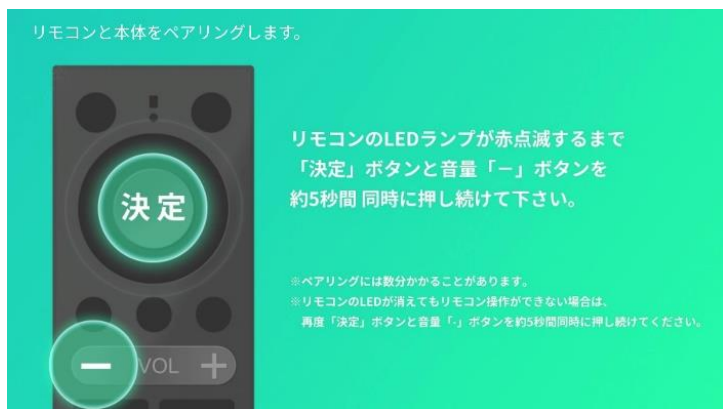 リモコンと本体をペアリングします。
リモコンのLEDランプが赤点滅するまで
「決定」ボタンと音量「－」ボタンを
約5秒間 同時に押し続けて下さい。
決定
※ペアリングには数分かかることがあります。
※リモコンのLEDが消えてもリモコン操作ができない場合は、
再度「決定」ボタンと音量「-」ボタンを約5秒間同時に押し続けてください。
－ VOL ＋